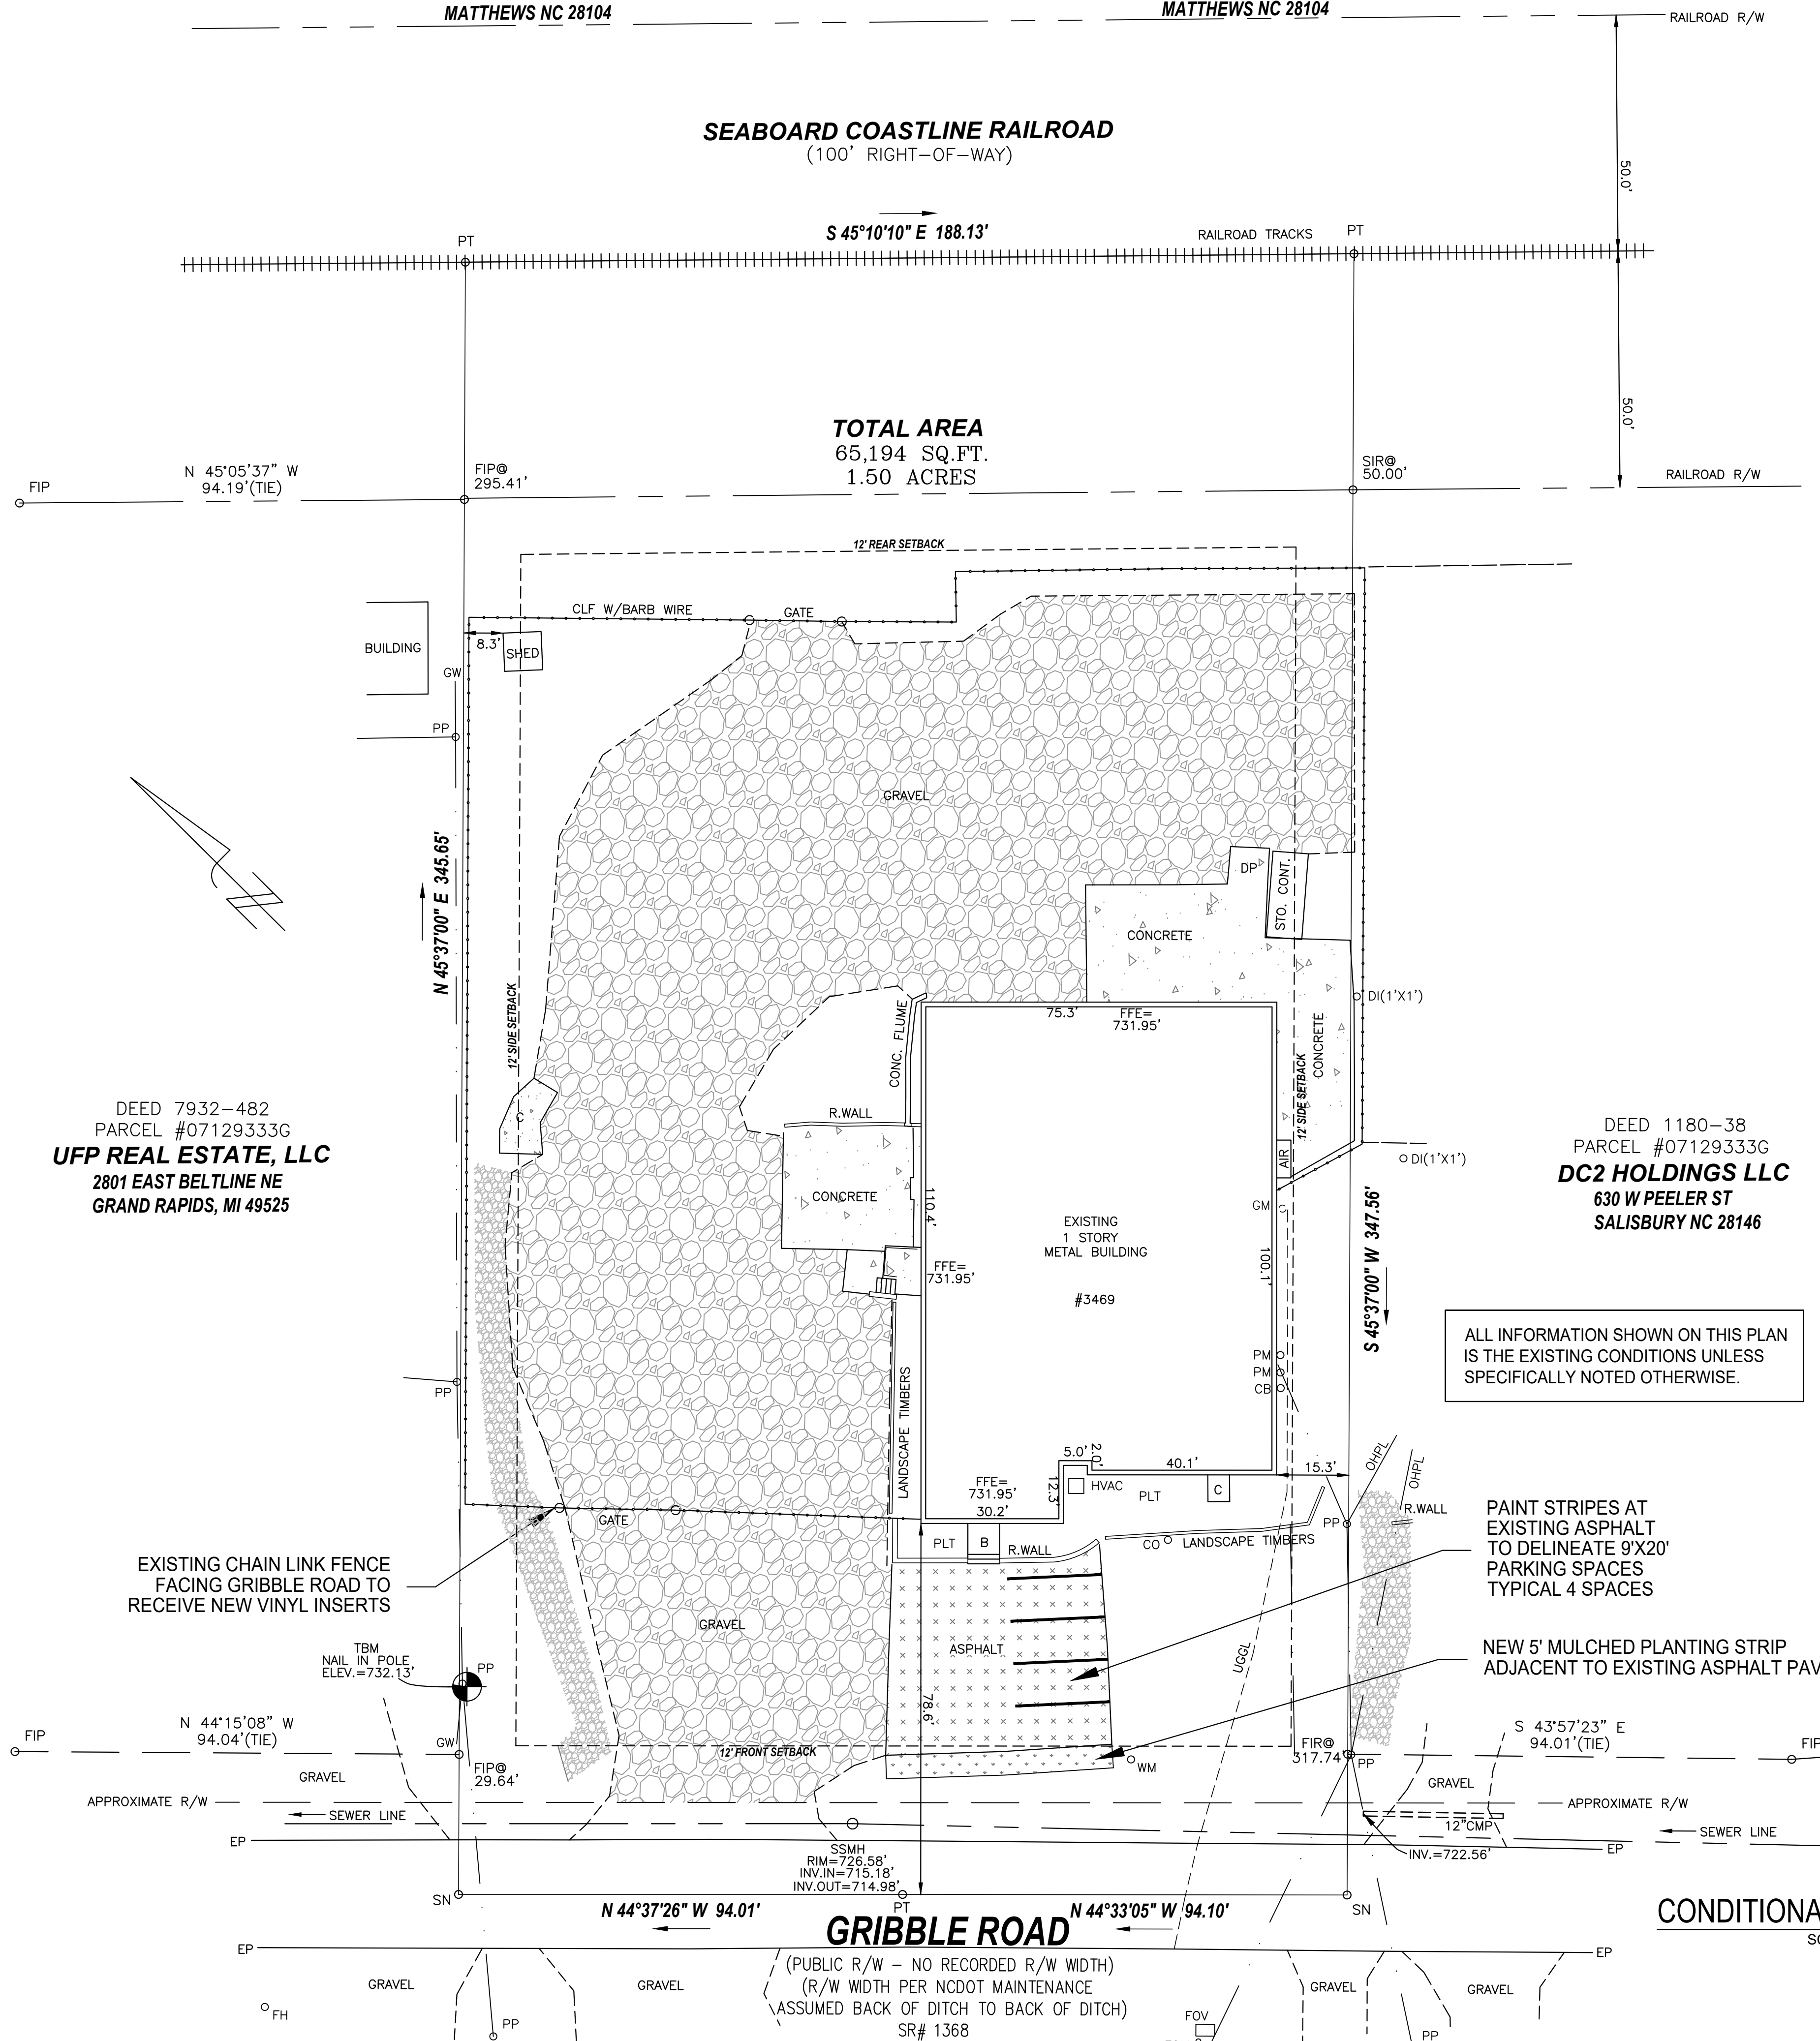 MATTHEWS NC 28104
MATTHEWS NC 28104
RAILROAD R/W
SEABOARD COASTLINE RAILROAD
(100' RIGHT-OF-WAY)
50.0'
S 45°10'10" E 188.13'
RAILROAD TRACKS
PT
PT
50.0'
TOTAL AREA
65,194 SQ.FT.
1.50 ACRES
FIP
N 45°05'37" W
94.19'(TIE)
FIP@
295.41'
SIR@
50.00'
RAILROAD R/W
12' REAR SETBACK
CLF W/BARB WIRE
GATE
BUILDING
8.3'
SHED
GW
PP
GRAVEL
N 45°37'00" E 345.65'
DP
STO. CONT.
CONCRETE
DI(1'X1')
12' SIDE SETBACK
CONC. FLUME
75.3'
FFE=
731.95'
CONCRETE
12' SIDE SETBACK
DEED 7932-482
PARCEL #07129333G
UFP REAL ESTATE, LLC
2801 EAST BELTLINE NE
GRAND RAPIDS, MI 49525
C
R.WALL
CONCRETE
110.4'
AIR
DI(1'X1')
DEED 1180-38
PARCEL #07129333G
DC2 HOLDINGS LLC
630 W PEELER ST
SALISBURY NC 28146
GM
EXISTING
1 STORY
METAL BUILDING
#3469
FFE=
731.95'
100.1'
S 45°37'00" W 347.56'
ALL INFORMATION SHOWN ON THIS PLAN
IS THE EXISTING CONDITIONS UNLESS
SPECIFICALLY NOTED OTHERWISE.
PM
PM
CB
PP
LANDSCAPE TIMBERS
5.0'
2.0'
40.1'
15.3'
OHPL
OHPL
FFE=
731.95'
30.2'
12.3'
HVAC
PLT
C
GATE
PP
R.WALL
PLT
B
R.WALL
CO
LANDSCAPE TIMBERS
PAINT STRIPES AT
EXISTING ASPHALT
TO DELINEATE 9'X20'
PARKING SPACES
TYPICAL 4 SPACES
EXISTING CHAIN LINK FENCE
FACING GRIBBLE ROAD TO
RECEIVE NEW VINYL INSERTS
GRAVEL
ASPHALT
UGGL
NEW 5' MULCHED PLANTING STRIP
ADJACENT TO EXISTING ASPHALT PAV
TBM
NAIL IN POLE
ELEV.=732.13'
PP
78.6'
FIP
N 44°15'08" W
94.04'(TIE)
GW
FIP@
29.64'
12' FRONT SETBACK
WM
FIR@
317.74'
PP
S 43°57'23" E
94.01'(TIE)
FIP
GRAVEL
GRAVEL
APPROXIMATE R/W
APPROXIMATE R/W
SEWER LINE
12"CMP
SEWER LINE
EP
EP
SSMH
RIM=726.58'
INV.IN=715.18'
INV.OUT=714.98'
INV.=722.56'
SN
PT
SN
N 44°37'26" W 94.01'
N 44°33'05" W 94.10'
GRIBBLE ROAD
CONDITIONA
EP
EP
(PUBLIC R/W - NO RECORDED R/W WIDTH)
(R/W WIDTH PER NCDOT MAINTENANCE
ASSUMED BACK OF DITCH TO BACK OF DITCH)
SR# 1368
GRAVEL
GRAVEL
GRAVEL
GRAVEL
FH
PP
FOV
PP